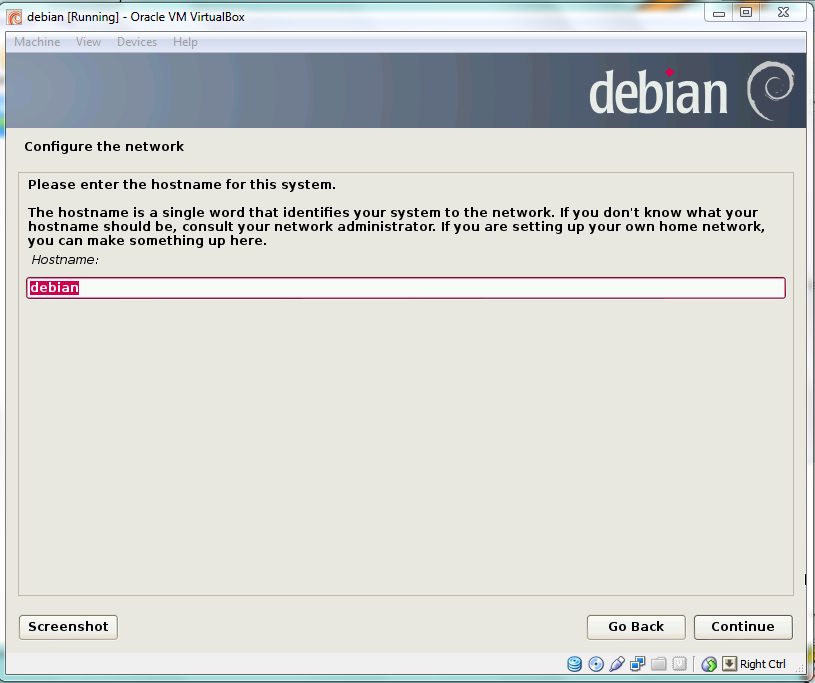 debian [Running] - Oracle VM VirtualBox
Machine View Devices Help
debian
Configure the network
Please enter the hostname for this system.
The hostname is a single word that identifies your system to the network. If you don't know what your
hostname should be, consult your network administrator. If you are setting up your own home network,
you can make something up here.
Hostname:
debian
Screenshot Go Back Continue
Right Ctrl